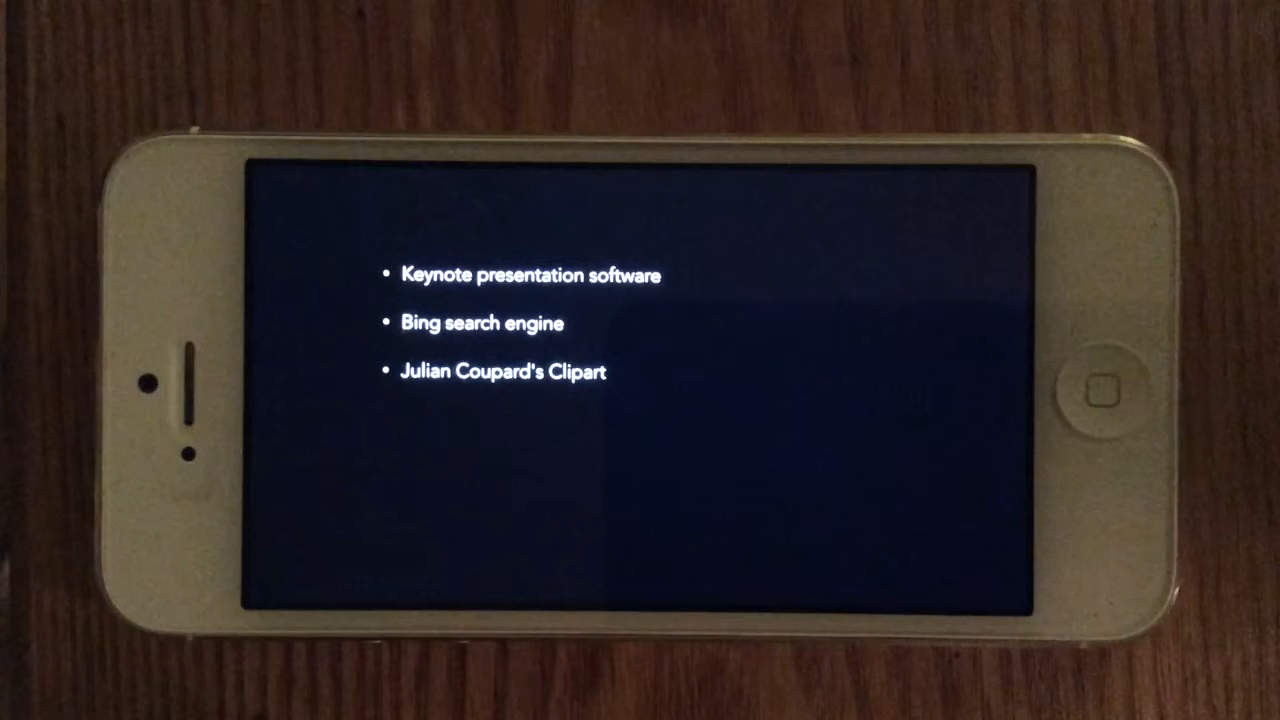 • Keynote presentation software
• Bing search engine
• Julian Coupard's Clipart